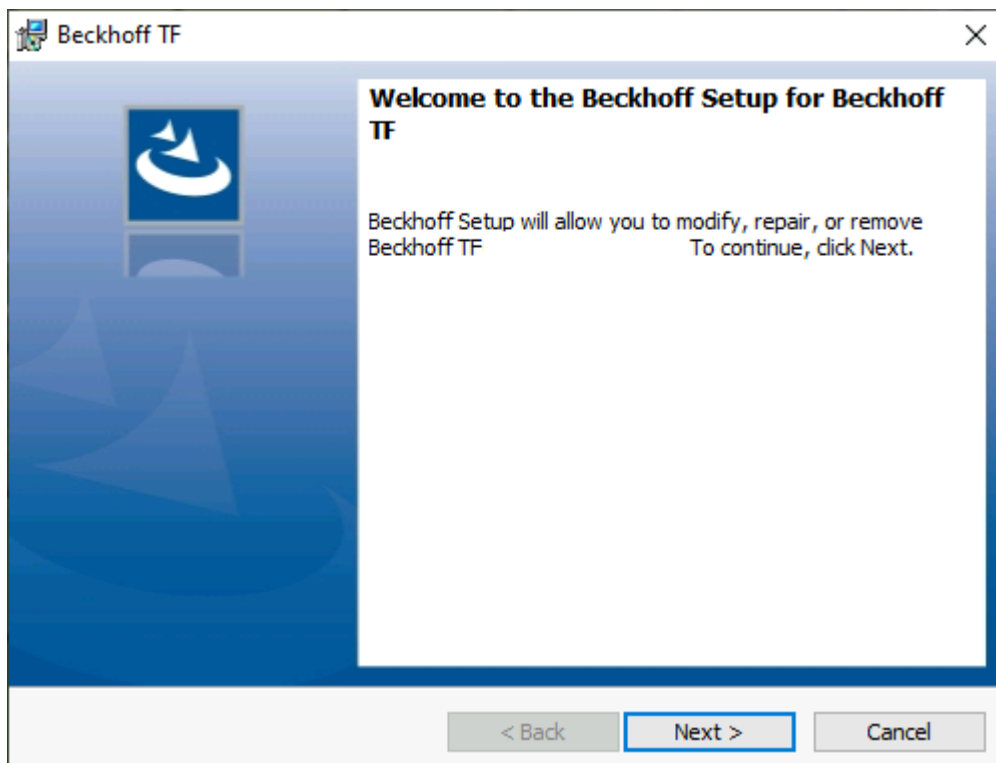 Beckhoff TF
Welcome to the Beckhoff Setup for Beckhoff
TF
Beckhoff Setup will allow you to modify, repair, or remove
Beckhoff TF To continue, click Next.
< Back Next > Cancel